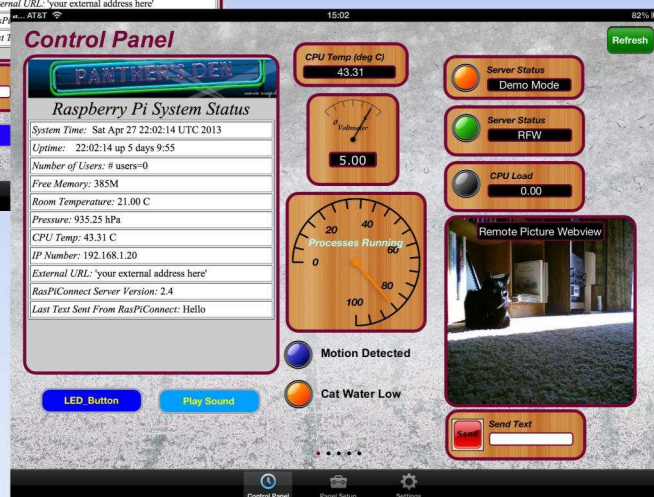 ernal URL: 'your external address here'
AT&T
15:02
82%
Control Panel
Refresh
PANTHER'S DEN
Raspberry Pi System Status
System Time: Sat Apr 27 22:02:14 UTC 2013
Uptime: 22:02:14 up 5 days 9:55
Number of Users: # users=0
Free Memory: 385M
Room Temperature: 21.00 C
Pressure: 935.25 hPa
CPU Temp: 43.31 C
IP Number: 192.168.1.20
External URL: 'your external address here'
RasPiConnect Server Version: 2.4
Last Text Sent From RasPiConnect: Hello
LED_Button
Play Sound
CPU Temp (deg C)
43.31
0
Voltmeter
5.00
20
40
Processes Running
60
0
80
100
Motion Detected
Cat Water Low
Server Status
Demo Mode
Server Status
RFW
CPU Load
0.00
Remote Picture Webview
Send Text
Send
Control Panel
Panel Setup
Settings